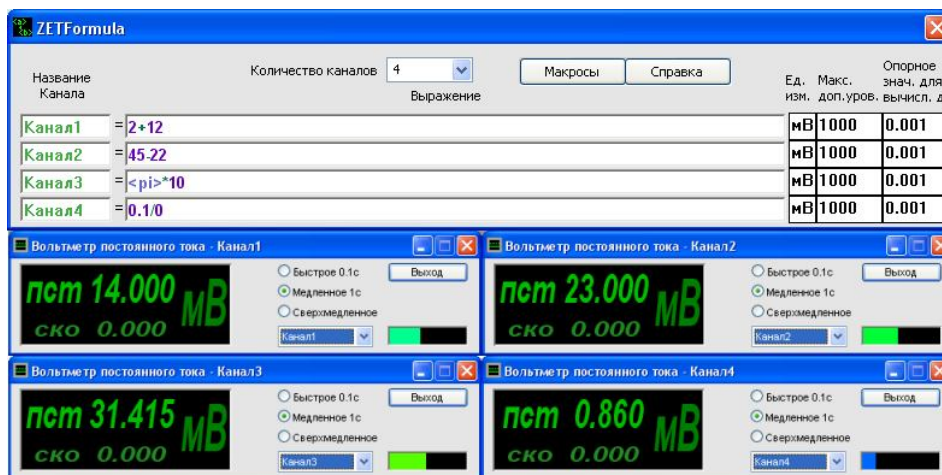 ZETFormula
Название Канала
Количество каналов 4
Выражение
Макросы
Справка
Ед. изм.
Макс. доп.уров.
Опорное знач. для вычисл. д
Канал1 = 2+12 мВ 1000 0.001
Канал2 = 45-22 мВ 1000 0.001
Канал3 = <pi>*10 мВ 1000 0.001
Канал4 = 0.1/0 мВ 1000 0.001
Вольтметр постоянного тока - Канал1
пст 14.000 мВ
ско 0.000
Быстрое 0.1с
Медленное 1с
Сверхмедленное
Канал1
Выход
Вольтметр постоянного тока - Канал2
пст 23.000 мВ
ско 0.000
Быстрое 0.1с
Медленное 1с
Сверхмедленное
Канал2
Выход
Вольтметр постоянного тока - Канал3
пст 31.415 мВ
ско 0.000
Быстрое 0.1с
Медленное 1с
Сверхмедленное
Канал3
Выход
Вольтметр постоянного тока - Канал4
пст 0.860 мВ
ско 0.000
Быстрое 0.1с
Медленное 1с
Сверхмедленное
Канал4
Выход